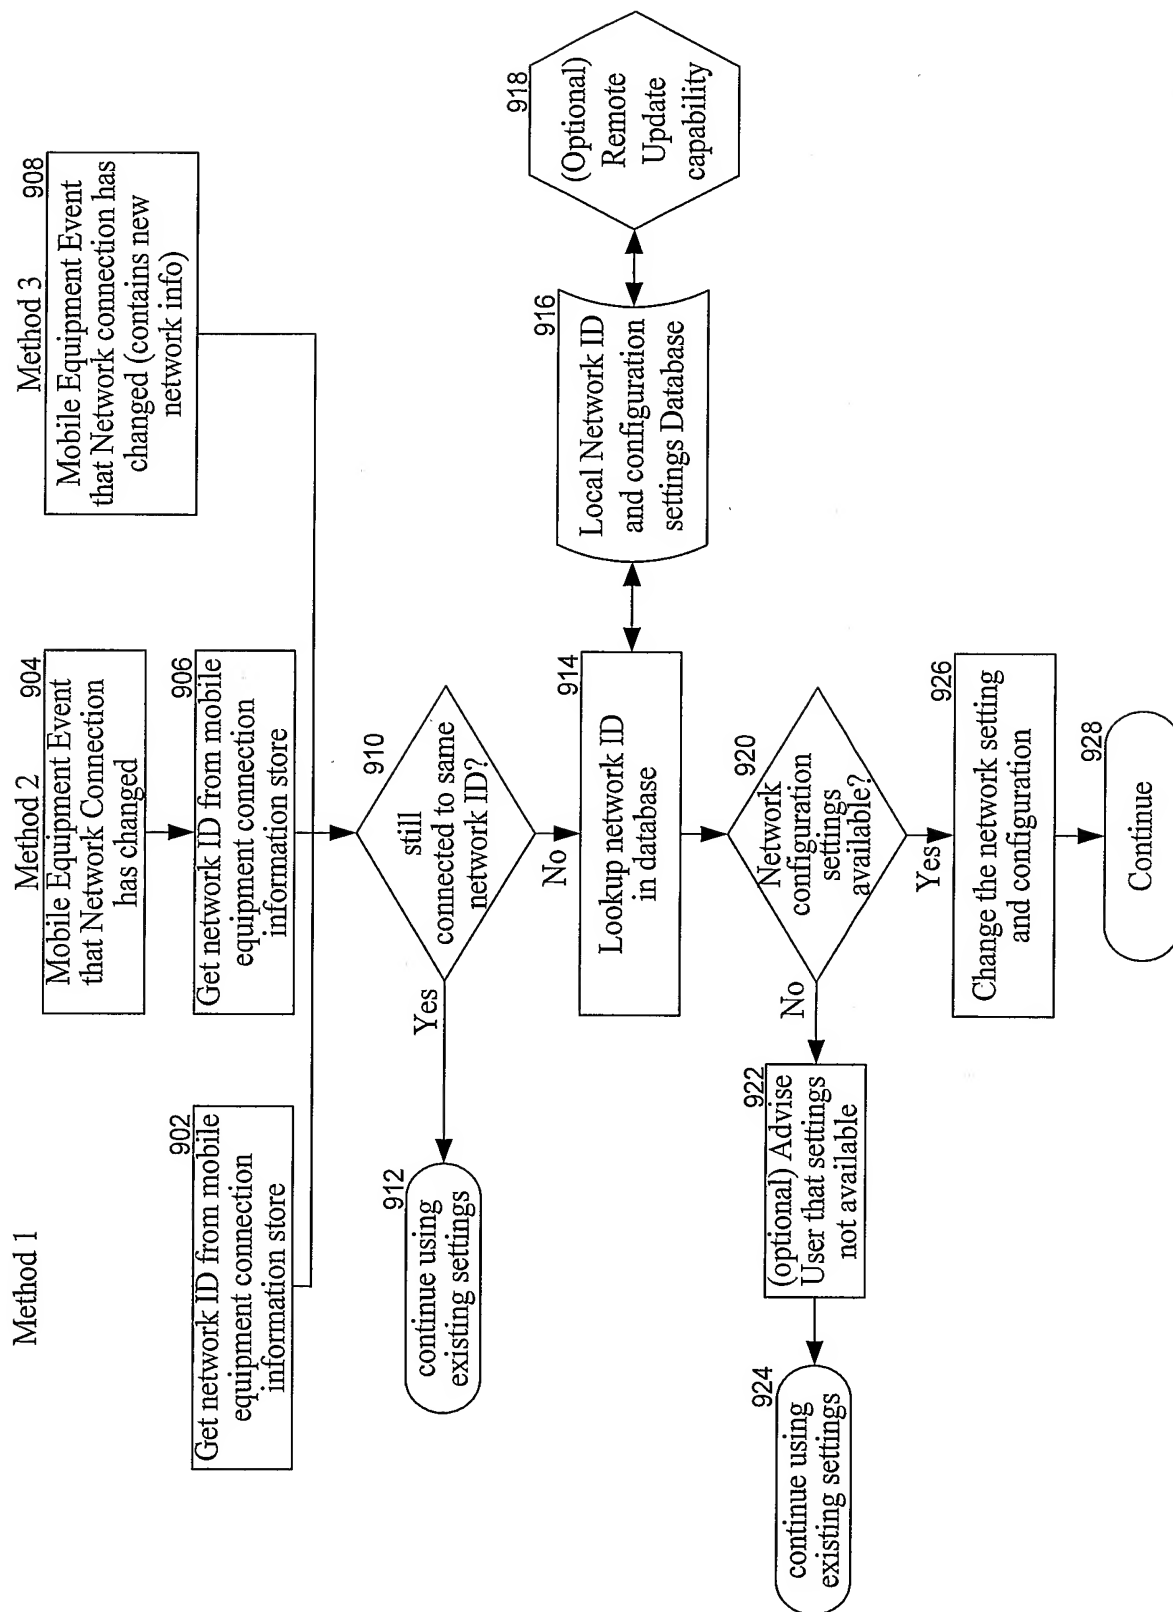 Method 1
Method 2
Method 3
902
Get network ID from mobile
equipment connection
information store
904
Mobile Equipment Event
that Network Connection
has changed
906
Get network ID from mobile
equipment connection
information store
908
Mobile Equipment Event
that Network connection has
changed (contains new
network info)
910
still
connected to same
network ID?
Yes
912
continue using
existing settings
No
914
Lookup network ID
in database
916
Local Network ID
and configuration
settings Database
918
(Optional)
Remote
Update
capability
920
Network
configuration
settings
available?
No
922
(optional) Advise
User that settings
not available
924
continue using
existing settings
Yes
926
Change the network setting
and configuration
928
Continue